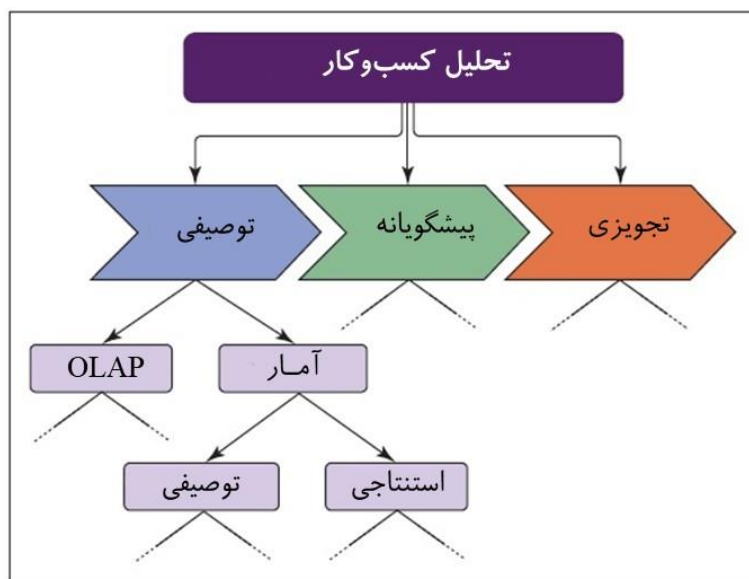 تحلیل کسب‌وکار
توصیفی
پیشگویانه
تجویزی
OLAP
آمـار
توصیفی
استنتاجی